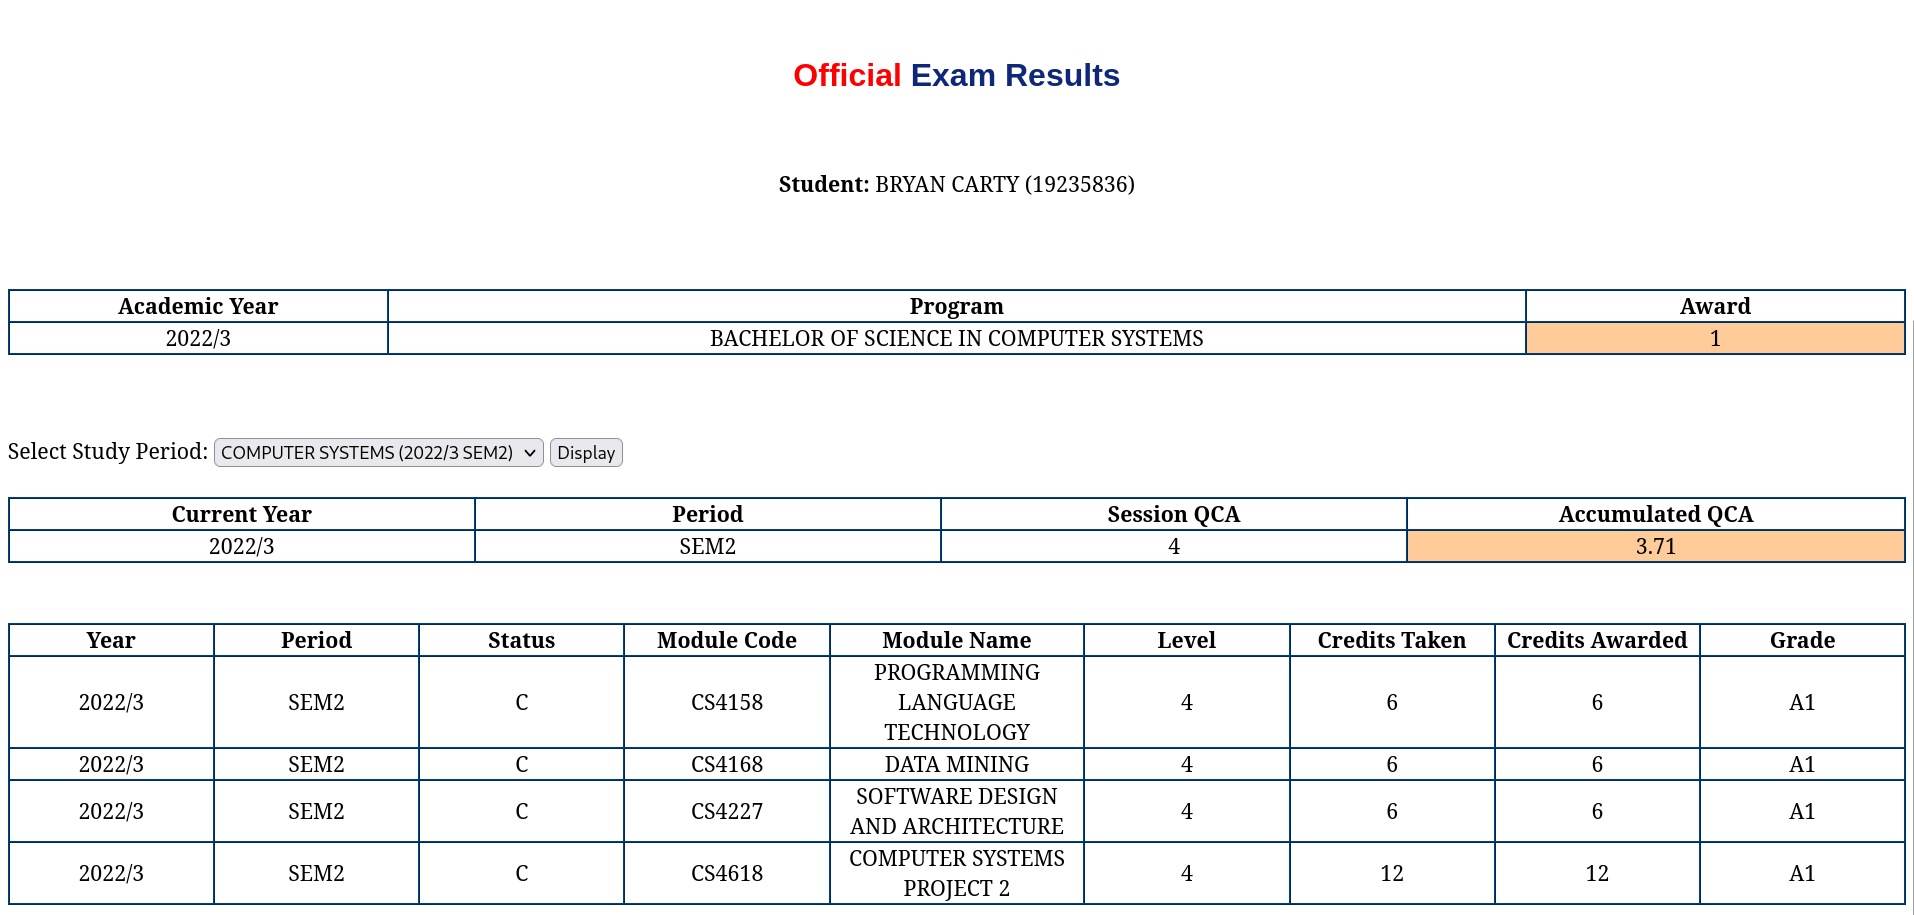 Official Exam Results
Student: BRYAN CARTY (19235836)
Academic Year Program Award
2022/3 BACHELOR OF SCIENCE IN COMPUTER SYSTEMS 1
Select Study Period: COMPUTER SYSTEMS (2022/3 SEM2) Display
Current Year Period Session QCA Accumulated QCA
2022/3 SEM2 4 3.71
Year Period Status Module Code Module Name Level Credits Taken Credits Awarded Grade
2022/3 SEM2 C CS4158 PROGRAMMING LANGUAGE TECHNOLOGY 4 6 6 A1
2022/3 SEM2 C CS4168 DATA MINING 4 6 6 A1
2022/3 SEM2 C CS4227 SOFTWARE DESIGN AND ARCHITECTURE 4 6 6 A1
2022/3 SEM2 C CS4618 COMPUTER SYSTEMS PROJECT 2 4 12 12 A1